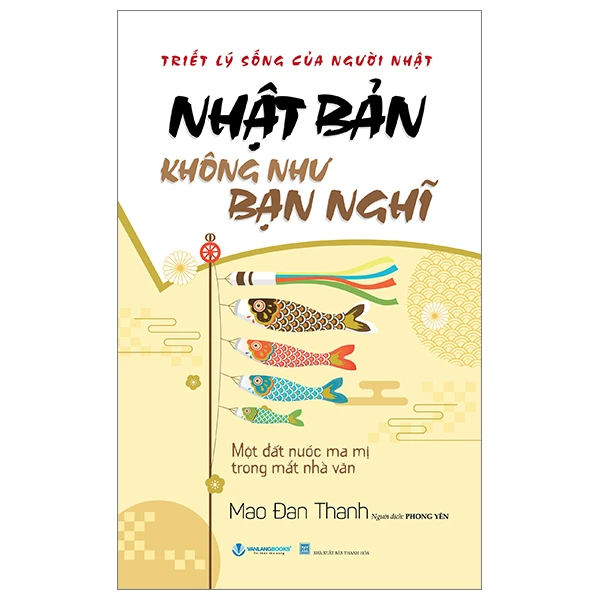 TRIẾT LÝ SỐNG CỦA NGƯỜI NHẬT
NHẬT BẢN
KHÔNG NHƯ
BẠN NGHĨ
Một đất nước ma mị
trong mắt nhà văn
Mao Đan Thanh Người dịch: PHONG YÊN
VANLANGBOOKS
NHÀ XUẤT BẢN THANH HÓA